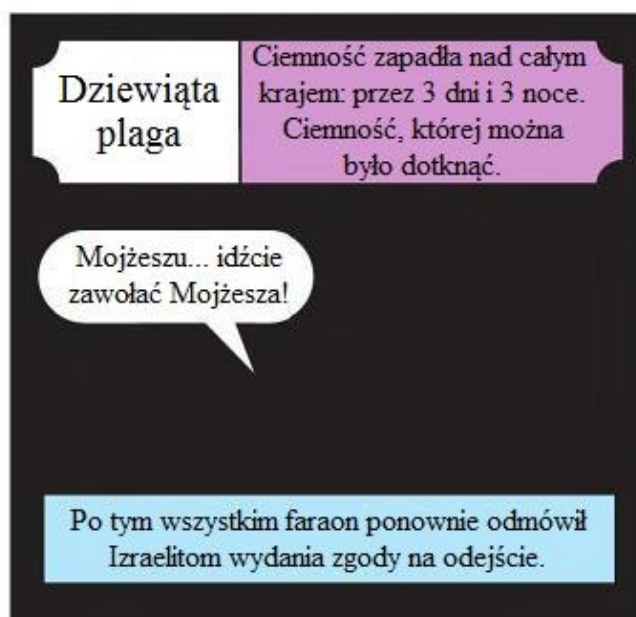 Dziewiąta
plaga
Ciemność zapadła nad całym
krajem: przez 3 dni i 3 noce.
Ciemność, której można
było dotknąć.
Mojżeszu... idźcie
zawołać Mojżesza!
Po tym wszystkim faraon ponownie odmówił
Izraelitom wydania zgody na odejście.